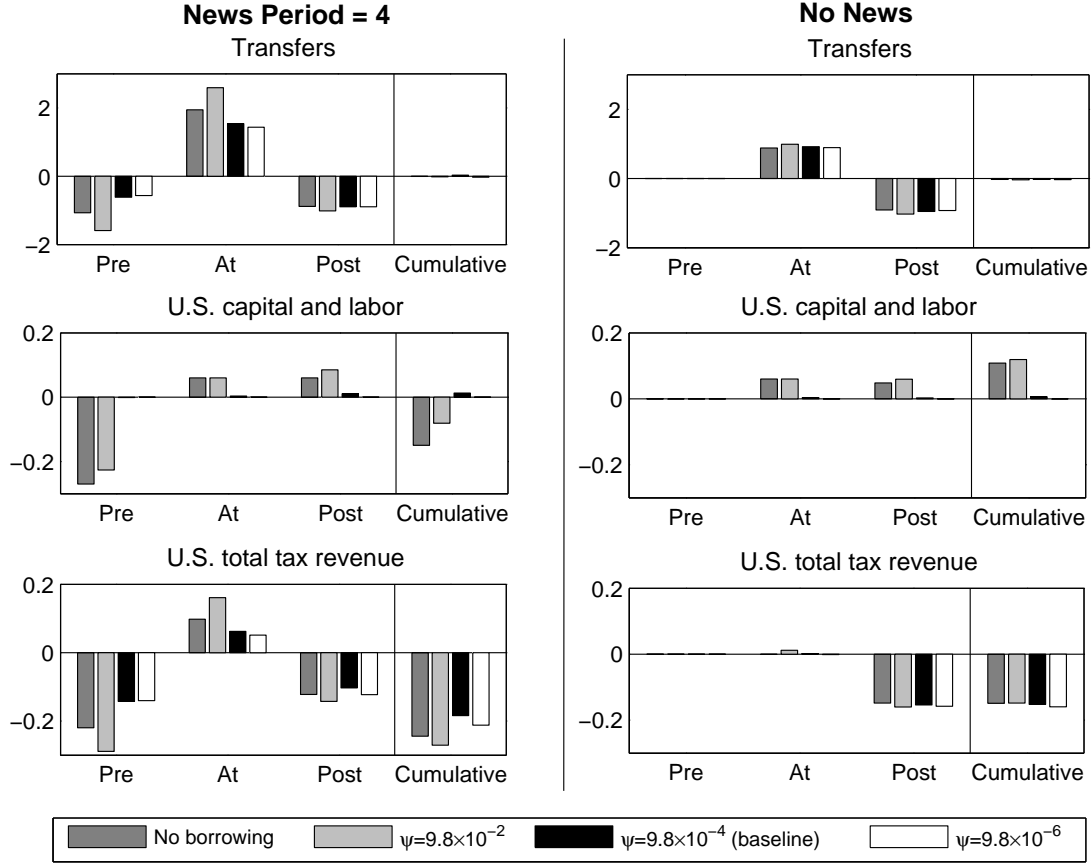 News Period = 4
Transfers
2
0
−2
Pre At Post Cumulative
U.S. capital and labor
0.2
0
−0.2
Pre At Post Cumulative
U.S. total tax revenue
0.2
0
−0.2
Pre At Post Cumulative
No News
Transfers
2
0
−2
Pre At Post Cumulative
U.S. capital and labor
0.2
0
−0.2
Pre At Post Cumulative
U.S. total tax revenue
0.2
0
−0.2
Pre At Post Cumulative
No borrowing ψ=9.8×10⁻² ψ=9.8×10⁻⁴ (baseline) ψ=9.8×10⁻⁶